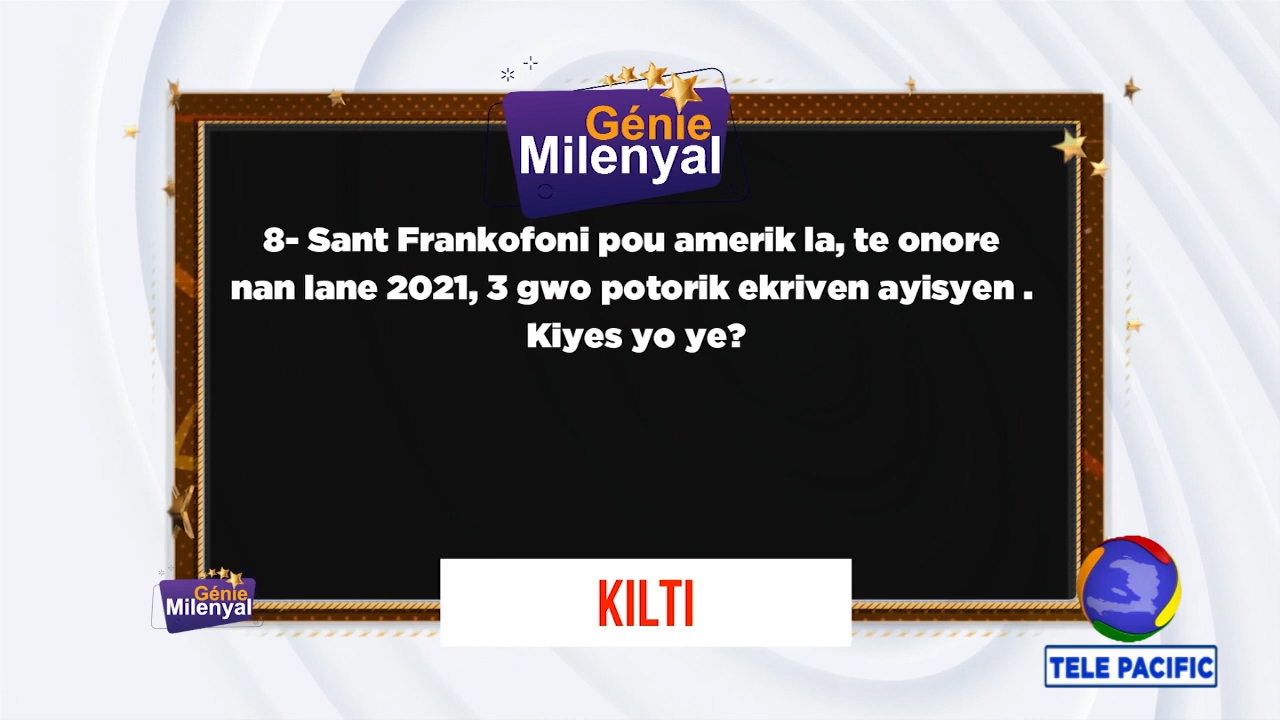 Génie
Milenyal
8- Sant Frankofoni pou amerik la, te onore
nan lane 2021, 3 gwo potorik ekriven ayisyen .
Kiyes yo ye?
Génie
Milenyal
KILTI
TELE PACIFIC